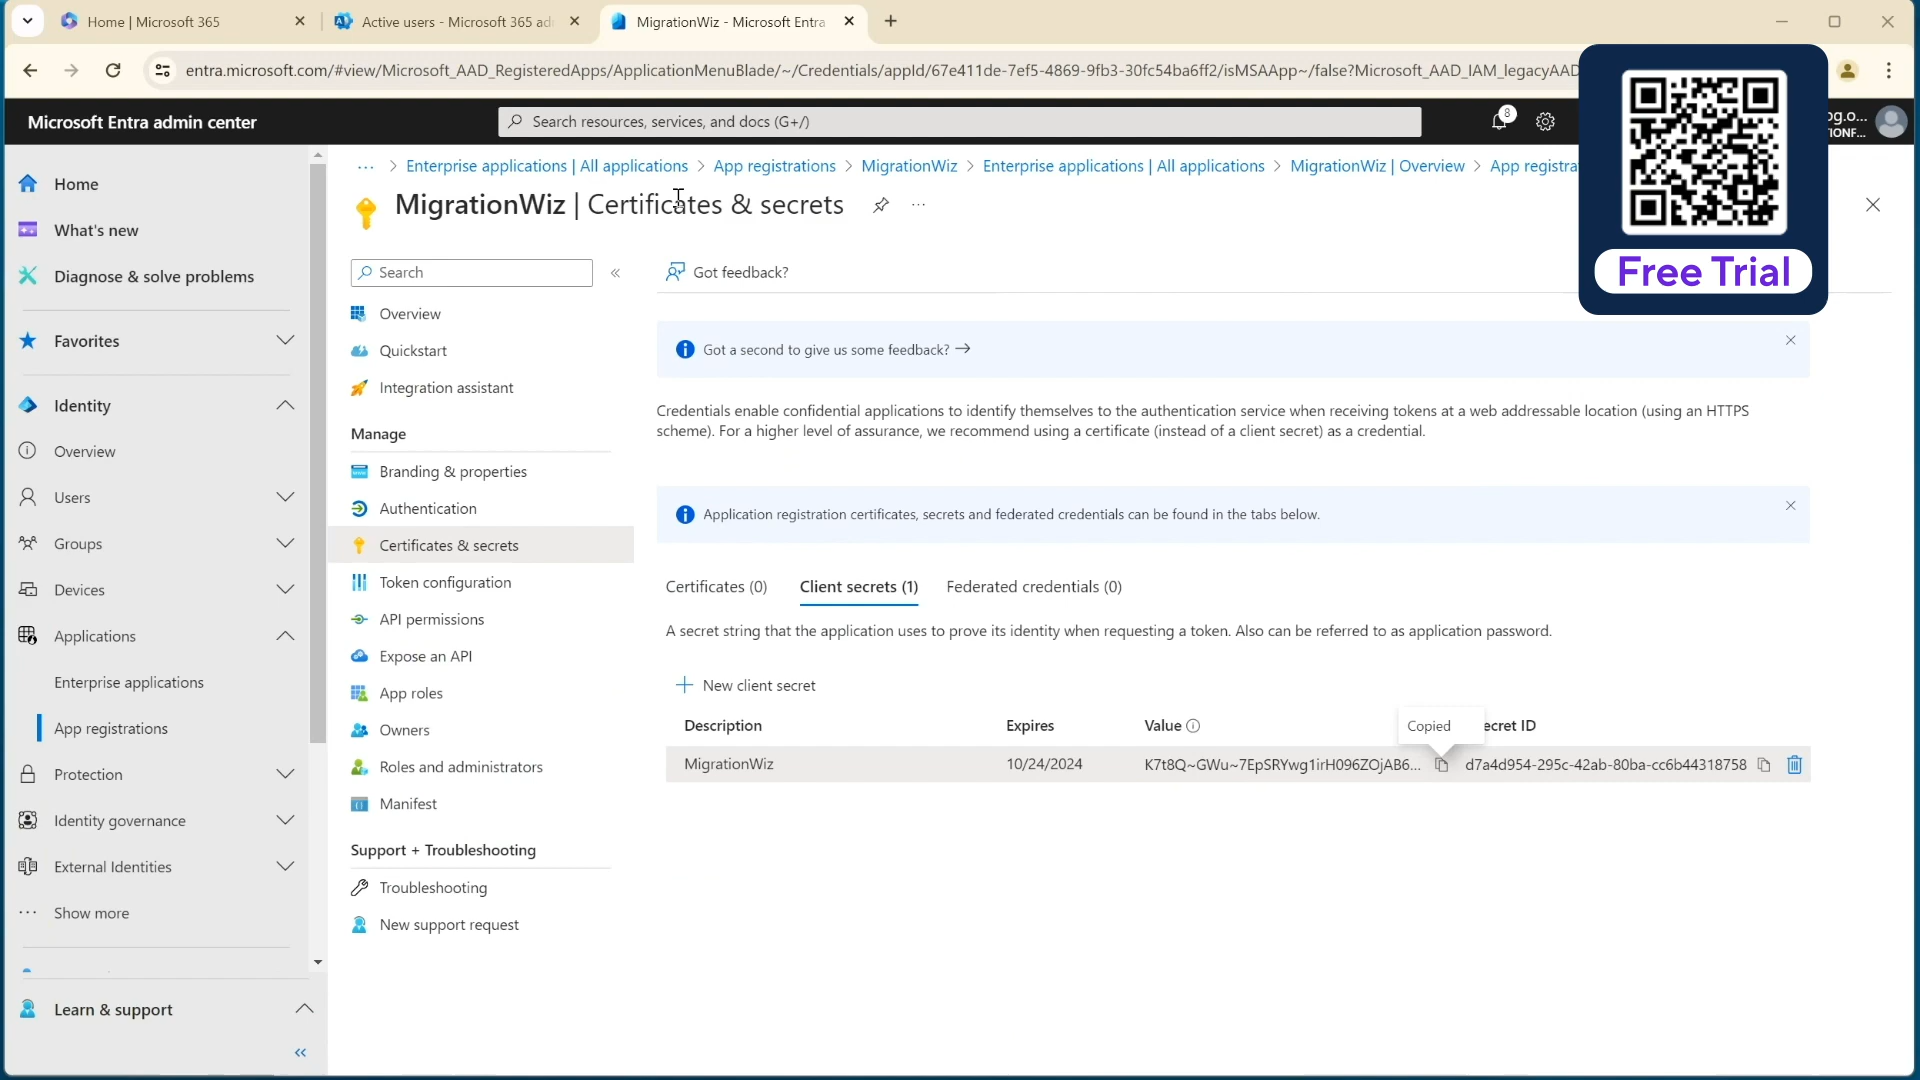 Home | Microsoft 365
Active users - Microsoft 365 adm
MigrationWiz - Microsoft Entra
entra.microsoft.com/#view/Microsoft_AAD_RegisteredApps/ApplicationMenuBlade/~/Credentials/appId/67e411de-7ef5-4869-9fb3-30fc54ba6ff2/isMSAApp~/false?Microsoft_AAD_IAM_legacyAAD
Microsoft Entra admin center
Search resources, services, and docs (G+/)
8
og.o...
IONF...
Free Trial
Home
What's new
Diagnose & solve problems
Favorites
Identity
Overview
Users
Groups
Devices
Applications
Enterprise applications
App registrations
Protection
Identity governance
External Identities
Show more
Learn & support
... > Enterprise applications | All applications > App registrations > MigrationWiz > Enterprise applications | All applications > MigrationWiz | Overview > App registra
MigrationWiz | Certificates & secrets
Search
Overview
Quickstart
Integration assistant
Manage
Branding & properties
Authentication
Certificates & secrets
Token configuration
API permissions
Expose an API
App roles
Owners
Roles and administrators
Manifest
Support + Troubleshooting
Troubleshooting
New support request
Got feedback?
Got a second to give us some feedback? →
Credentials enable confidential applications to identify themselves to the authentication service when receiving tokens at a web addressable location (using an HTTPS
scheme). For a higher level of assurance, we recommend using a certificate (instead of a client secret) as a credential.
Application registration certificates, secrets and federated credentials can be found in the tabs below.
Certificates (0) Client secrets (1) Federated credentials (0)
A secret string that the application uses to prove its identity when requesting a token. Also can be referred to as application password.
New client secret
Description Expires Value Copied ecret ID
MigrationWiz 10/24/2024 K7t8Q~GWu~7EpSRYwg1irH096ZOjAB6... d7a4d954-295c-42ab-80ba-cc6b44318758